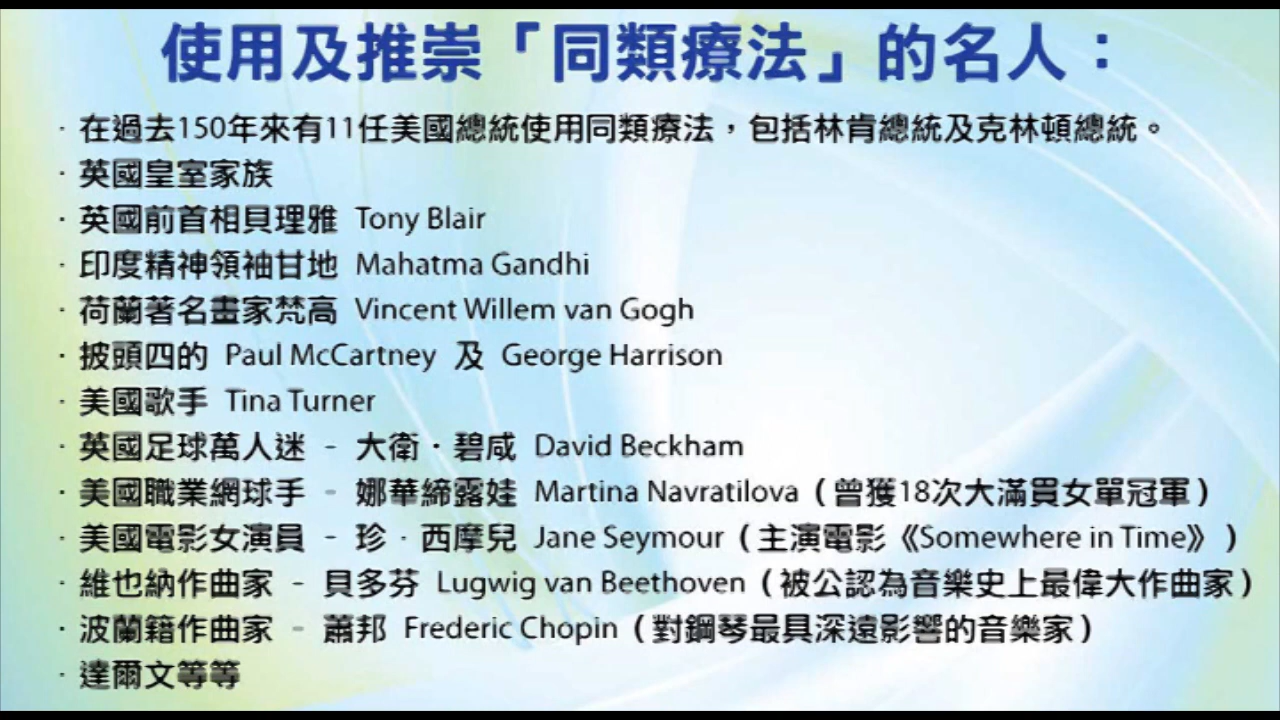 使用及推崇「同類療法」的名人：
· 在過去150年來有11任美國總統使用同類療法，包括林肯總統及克林頓總統。
· 英國皇室家族
· 英國前首相貝理雅 Tony Blair
· 印度精神領袖甘地 Mahatma Gandhi
· 荷蘭著名畫家梵高 Vincent Willem van Gogh
· 披頭四的 Paul McCartney 及 George Harrison
· 美國歌手 Tina Turner
· 英國足球萬人迷 - 大衛·碧咸 David Beckham
· 美國職業網球手 - 娜華締露娃 Martina Navratilova（曾獲18次大滿貫女單冠軍）
· 美國電影女演員 - 珍·西摩兒 Jane Seymour（主演電影《Somewhere in Time》）
· 維也納作曲家 - 貝多芬 Lugwig van Beethoven（被公認為音樂史上最偉大作曲家）
· 波蘭籍作曲家 - 蕭邦 Frederic Chopin（對鋼琴最具深遠影響的音樂家）
· 達爾文等等